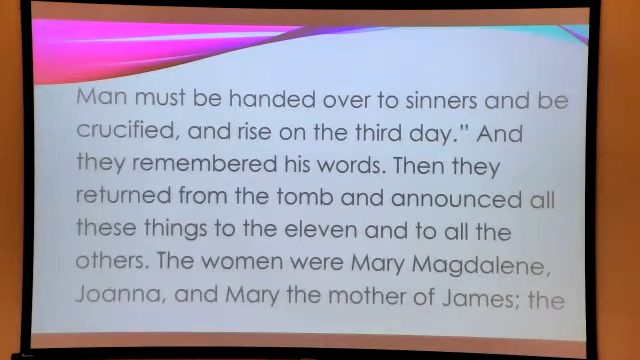 Man must be handed over to sinners and be
crucified, and rise on the third day.” And
they remembered his words. Then they
returned from the tomb and announced all
these things to the eleven and to all the
others. The women were Mary Magdalene,
Joanna, and Mary the mother of James; the